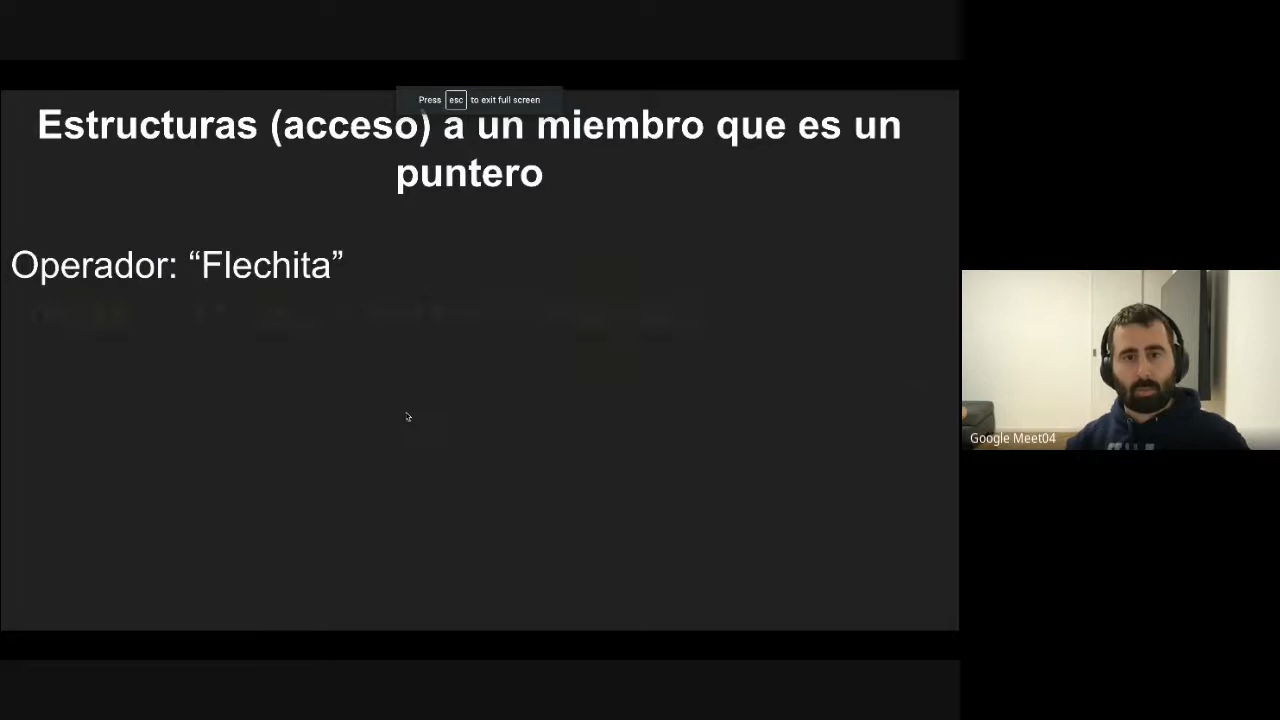 Press esc to exit full screen
Estructuras (acceso) a un miembro que es un
puntero
Operador: “Flechita”
Google Meet04